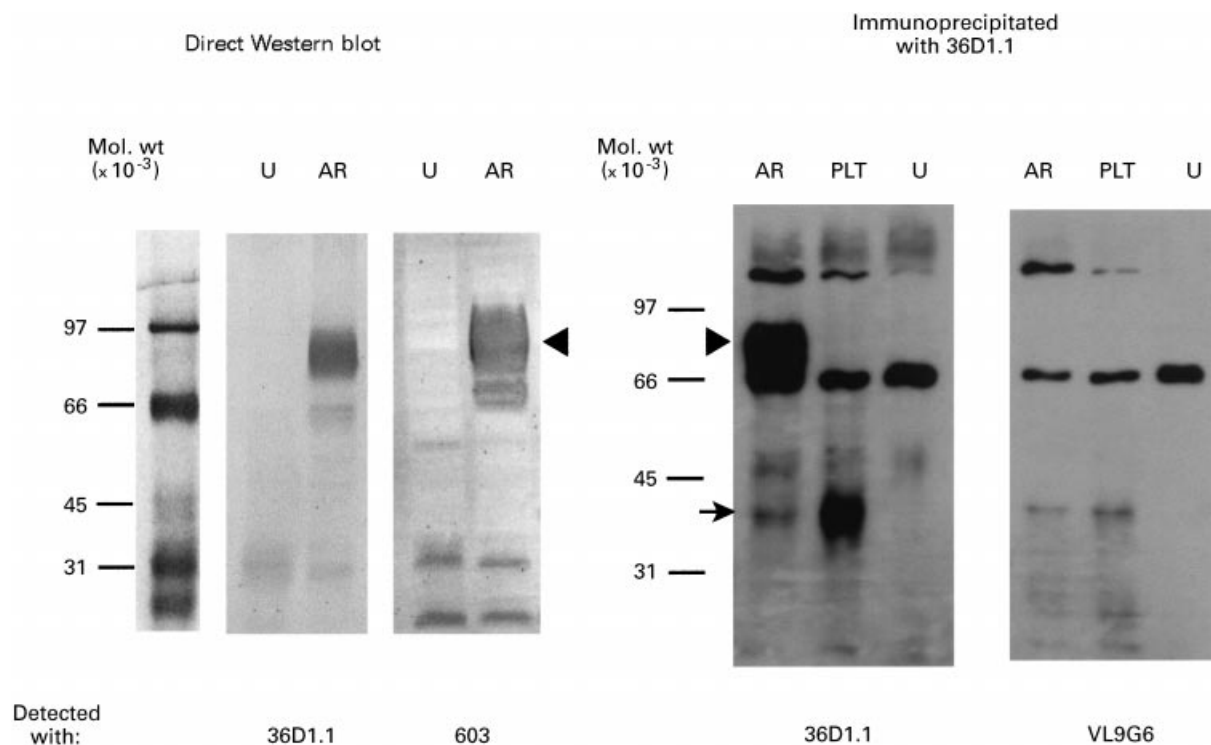 Direct Western blot
Immunoprecipitated
with 36D1.1
Mol. wt
(× 10⁻³)
U AR U AR
97
66
45
31
Mol. wt
(× 10⁻³)
AR PLT U AR PLT U
97
66
45
31
Detected
with: 36D1.1 603 36D1.1 VL9G6